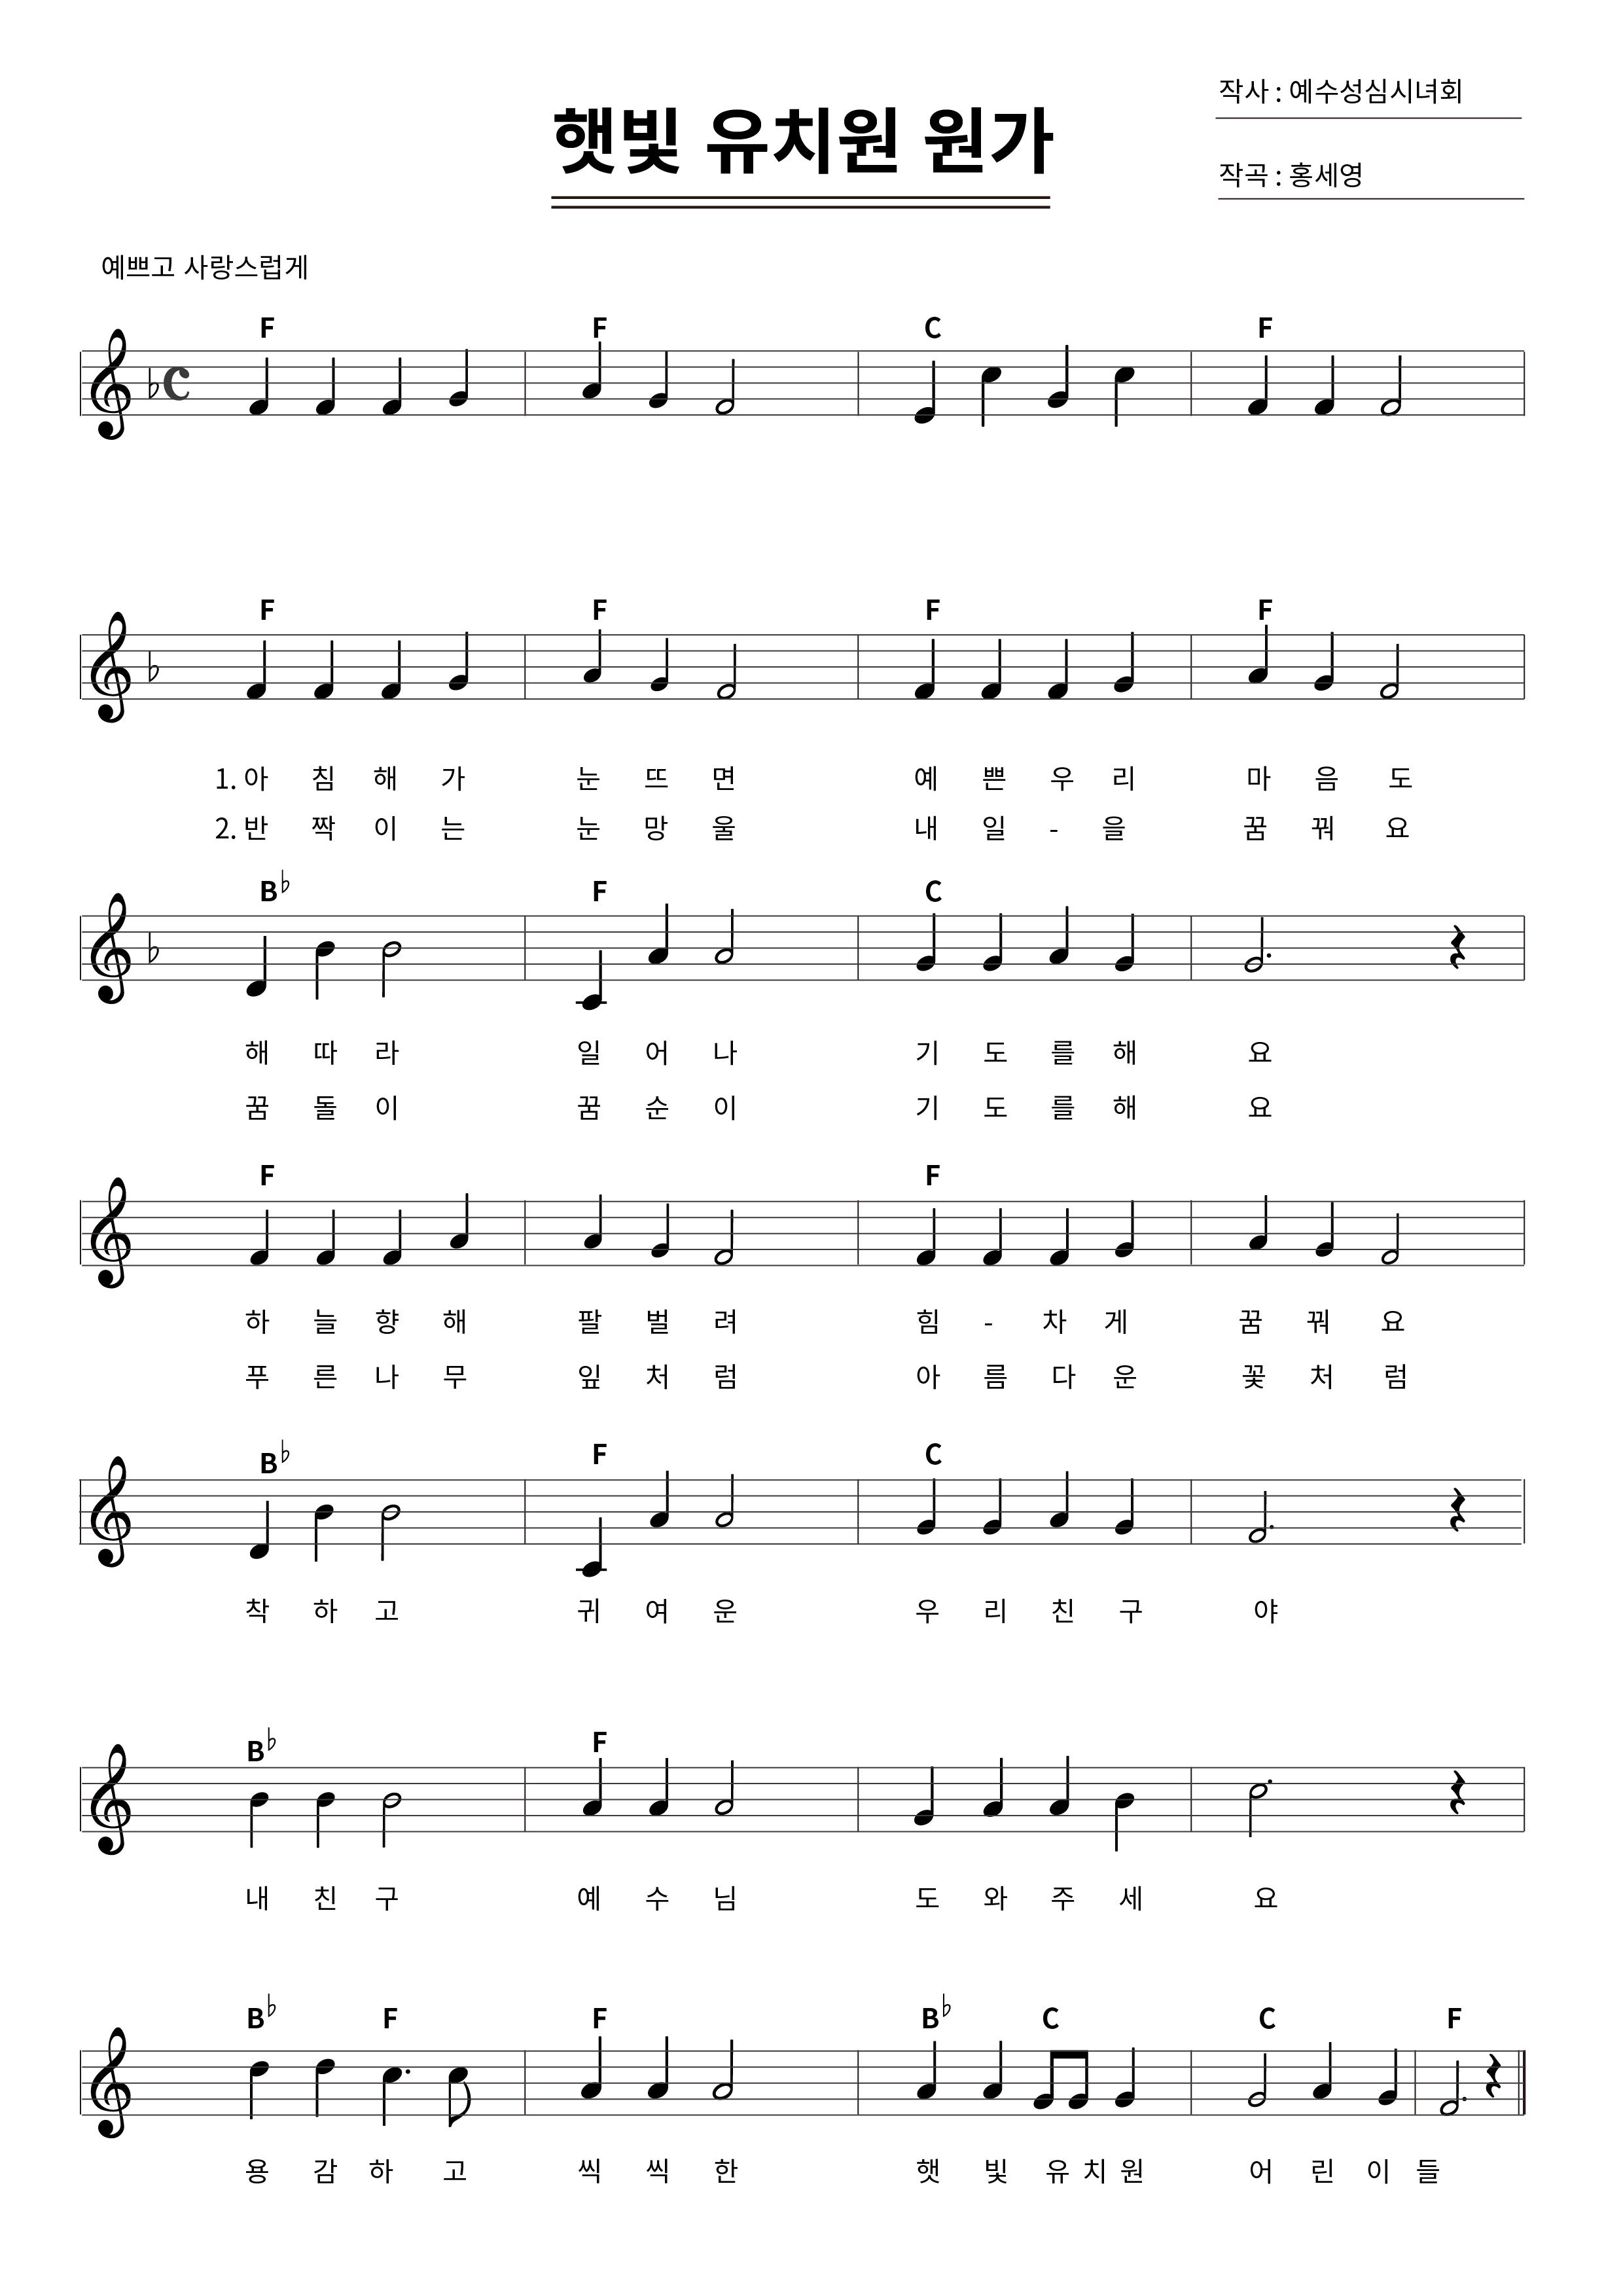 작사 : 예수성심시녀회
햇빛 유치원 원가
작곡 : 홍세영
예쁘고 사랑스럽게
F F C F
F F F F
1. 아 침 해 가 눈 뜨 면 예 쁜 우 리 마 음 도
2. 반 짝 이 는 눈 망 울 내 일 - 을 꿈 꿔 요
B♭ F C
해 따 라 일 어 나 기 도 를 해 요
꿈 돌 이 꿈 순 이 기 도 를 해 요
F F
하 늘 향 해 팔 벌 려 힘 - 차 게 꿈 꿔 요
푸 른 나 무 잎 처 럼 아 름 다 운 꽃 처 럼
B♭ F C
착 하 고 귀 여 운 우 리 친 구 야
B♭ F
내 친 구 예 수 님 도 와 주 세 요
B♭ F F B♭ C C F
용 감 하 고 씩 씩 한 햇 빛 유 치 원 어 린 이 들